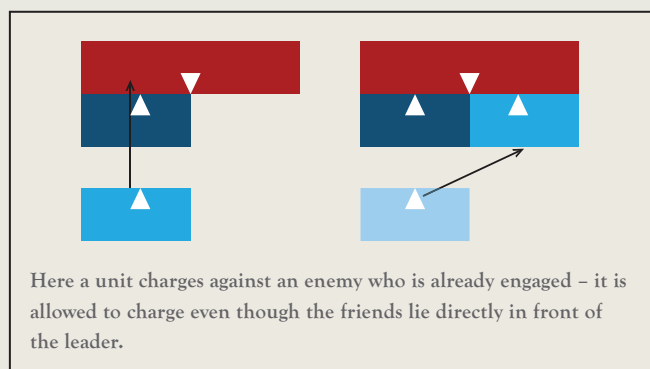 Here a unit charges against an enemy who is already engaged – it is
allowed to charge even though the friends lie directly in front of
the leader.